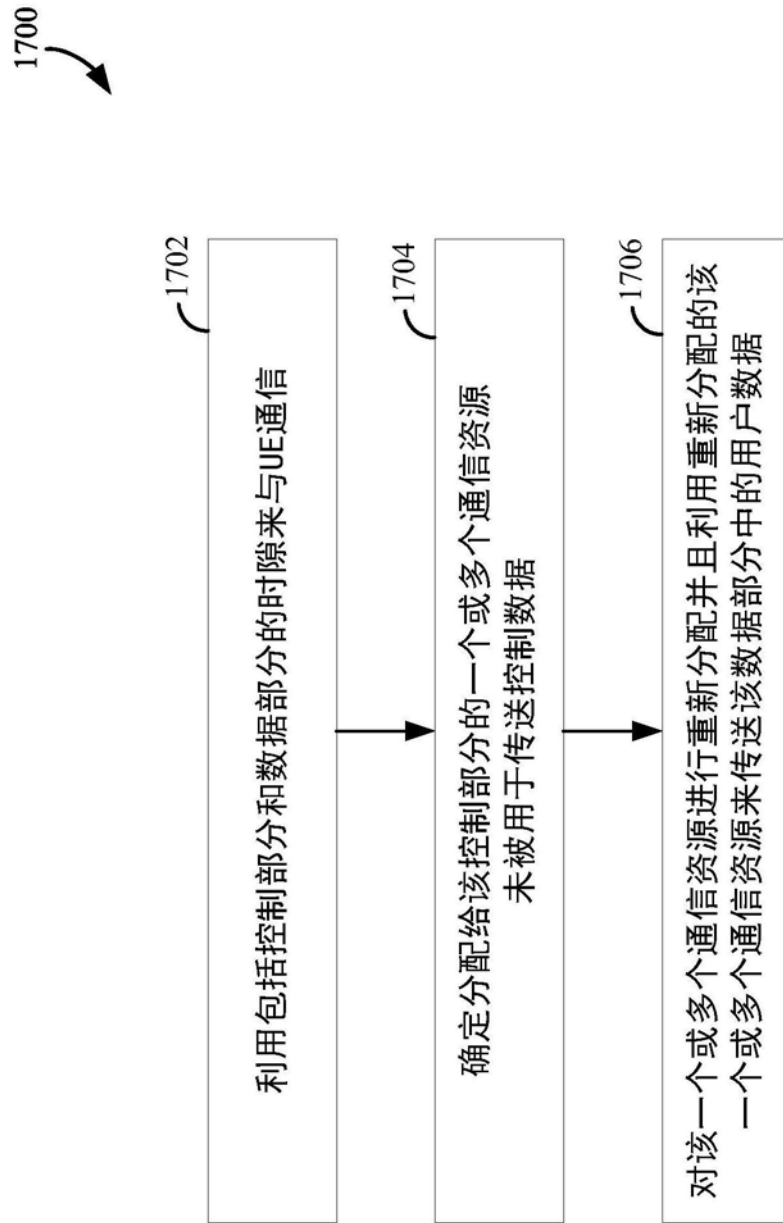 1700
1702
利用包括控制部分和数据部分的时隙来与UE通信
1704
确定分配给该控制部分的一个或多个通信资源
未被用于传送控制数据
1706
对该一个或多个通信资源进行重新分配并且利用重新分配的该
一个或多个通信资源来传送该数据部分中的用户数据